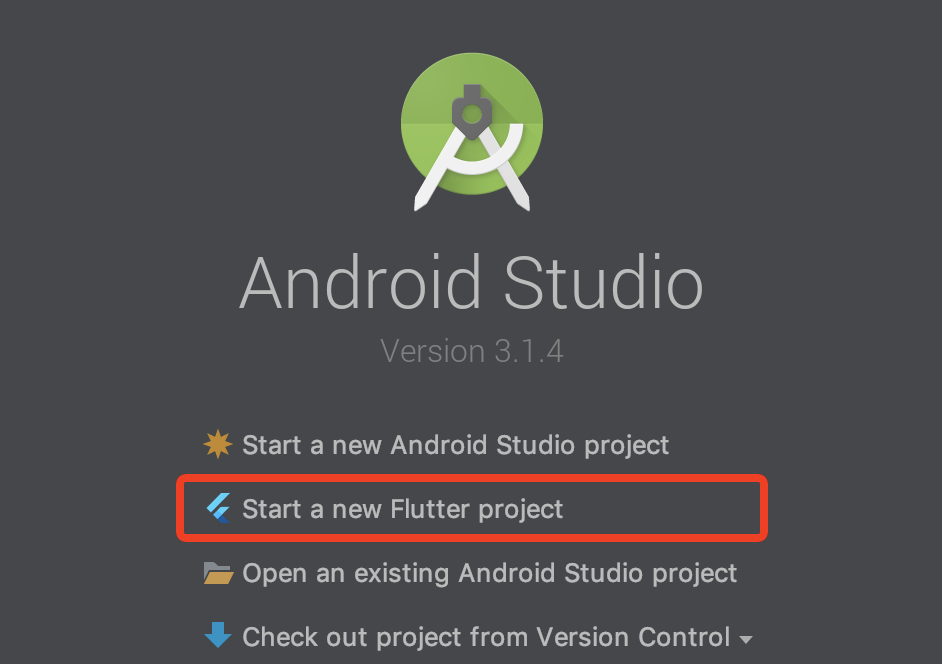 Android Studio
Version 3.1.4
Start a new Android Studio project
Start a new Flutter project
Open an existing Android Studio project
Check out project from Version Control